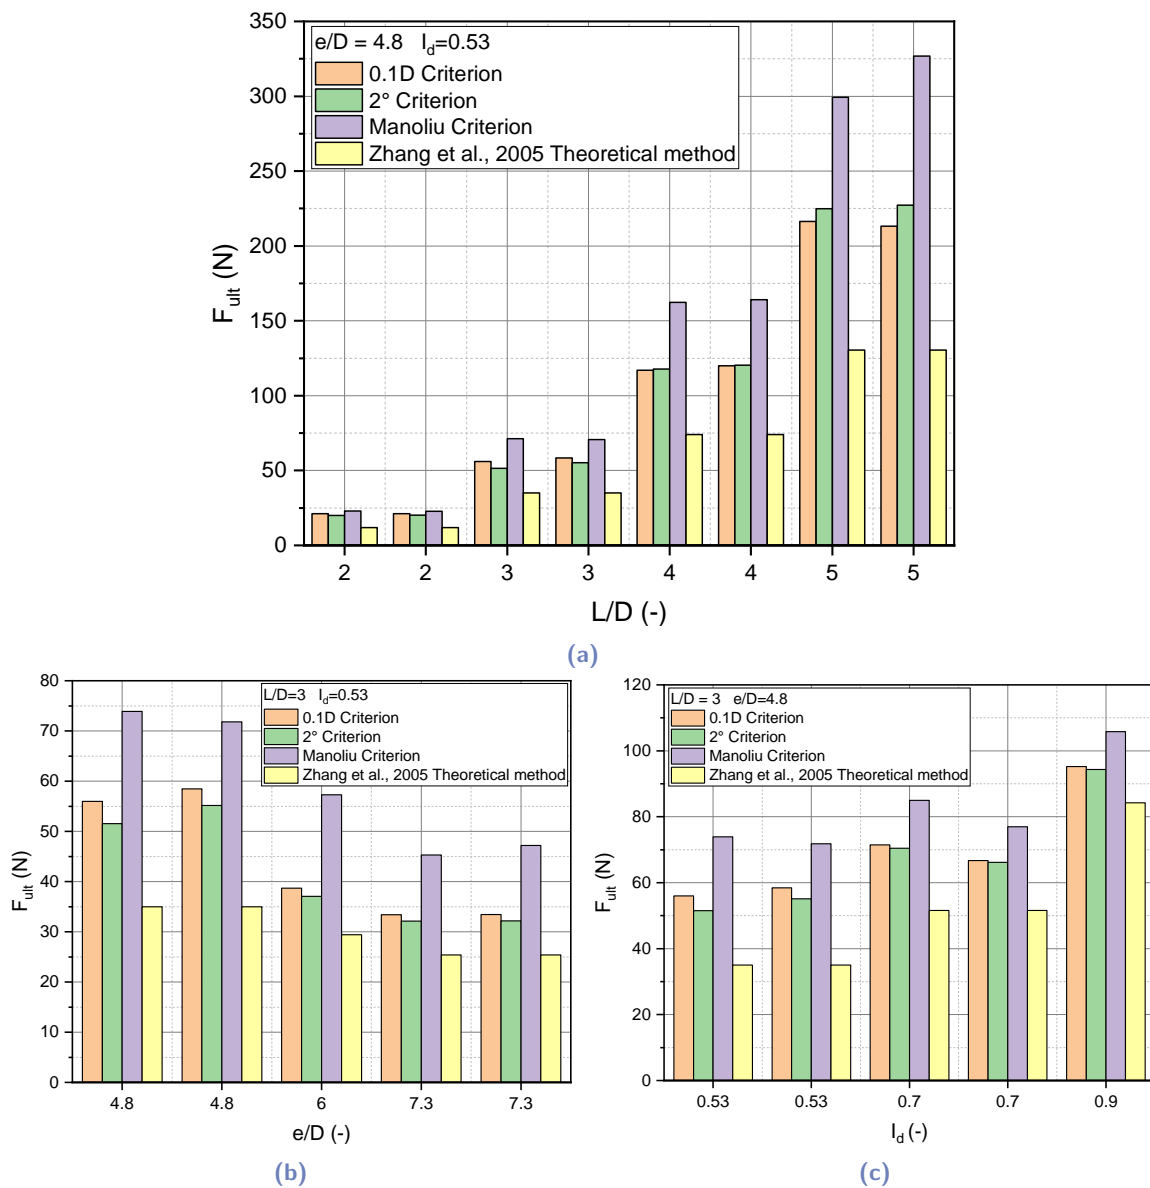 350
300
250
200
150
100
50
0
F_ult (N)
e/D = 4.8 I_d=0.53
0.1D Criterion
2° Criterion
Manoliu Criterion
Zhang et al., 2005 Theoretical method
2 2 3 3 4 4 5 5
L/D (-)
(a)
80
70
60
50
40
30
20
10
0
F_ult (N)
L/D=3 I_d=0.53
0.1D Criterion
2° Criterion
Manoliu Criterion
Zhang et al., 2005 Theoretical method
4.8 4.8 6 7.3 7.3
e/D (-)
(b)
120
100
80
60
40
20
0
F_ult (N)
L/D = 3 e/D=4.8
0.1D Criterion
2° Criterion
Manoliu Criterion
Zhang et al., 2005 Theoretical method
0.53 0.53 0.7 0.7 0.9
I_d (-)
(c)